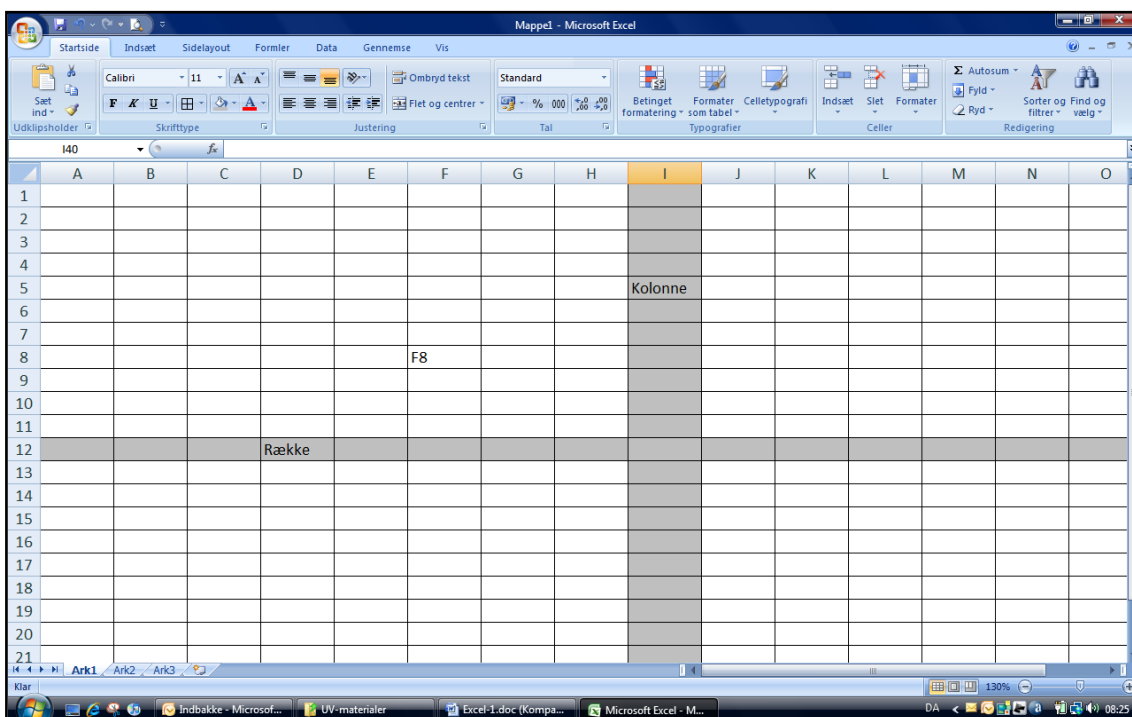 Mappe1 - Microsoft Excel
Startside Indsæt Sidelayout Formler Data Gennemse Vis
Calibri 11 A A Ombryd tekst Standard Σ Autosum
Sæt ind F K U A Flet og centrer % 000 Betinget formatering Formater som tabel Celletypografi Indsæt Slet Formater Fyld Ryd Sorter og filtrer Find og vælg
Udklipsholder Skrifttype Justering Tal Typografier Celler Redigering
I40 fx
A B C D E F G H I J K L M N O
1
2
3
4
5 Kolonne
6
7
8 F8
9
10
11
12 Række
13
14
15
16
17
18
19
20
21
Ark1 Ark2 Ark3
Klar 130%
Indbakke - Microsof... UV-materialer Excel-1.doc (Kompa... Microsoft Excel - M... DA 08:25